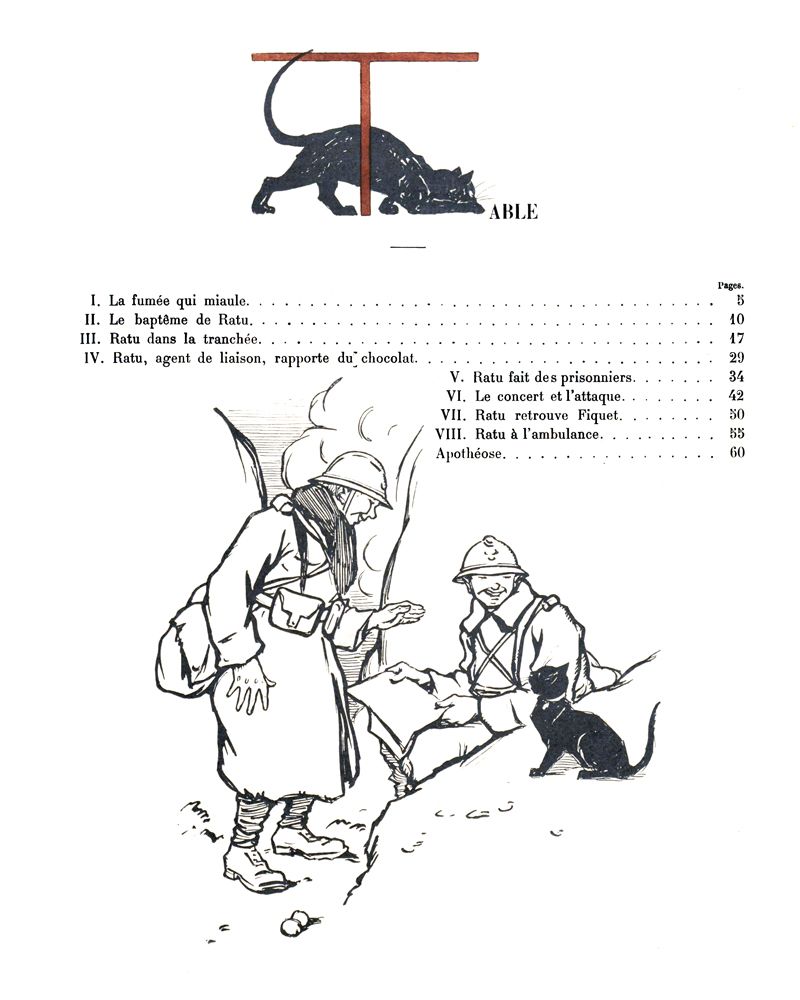 TABLE
Pages.
I. La fumée qui miaule. . . . . . . . . . . . . . . . . . . . . . . . . . . . . . . . . . 5
II. Le baptême de Ratu. . . . . . . . . . . . . . . . . . . . . . . . . . . . . . . . . . 10
III. Ratu dans la tranchée. . . . . . . . . . . . . . . . . . . . . . . . . . . . . . . . . 17
IV. Ratu, agent de liaison, rapporte du chocolat. . . . . . . . . . . . . . . . . . . . . . 29
V. Ratu fait des prisonniers. . . . . . . 34
VI. Le concert et l'attaque. . . . . . . . 42
VII. Ratu retrouve Fiquet. . . . . . . . 50
VIII. Ratu à l'ambulance. . . . . . . . . . 55
Apothéose. . . . . . . . . . . . . . . . 60